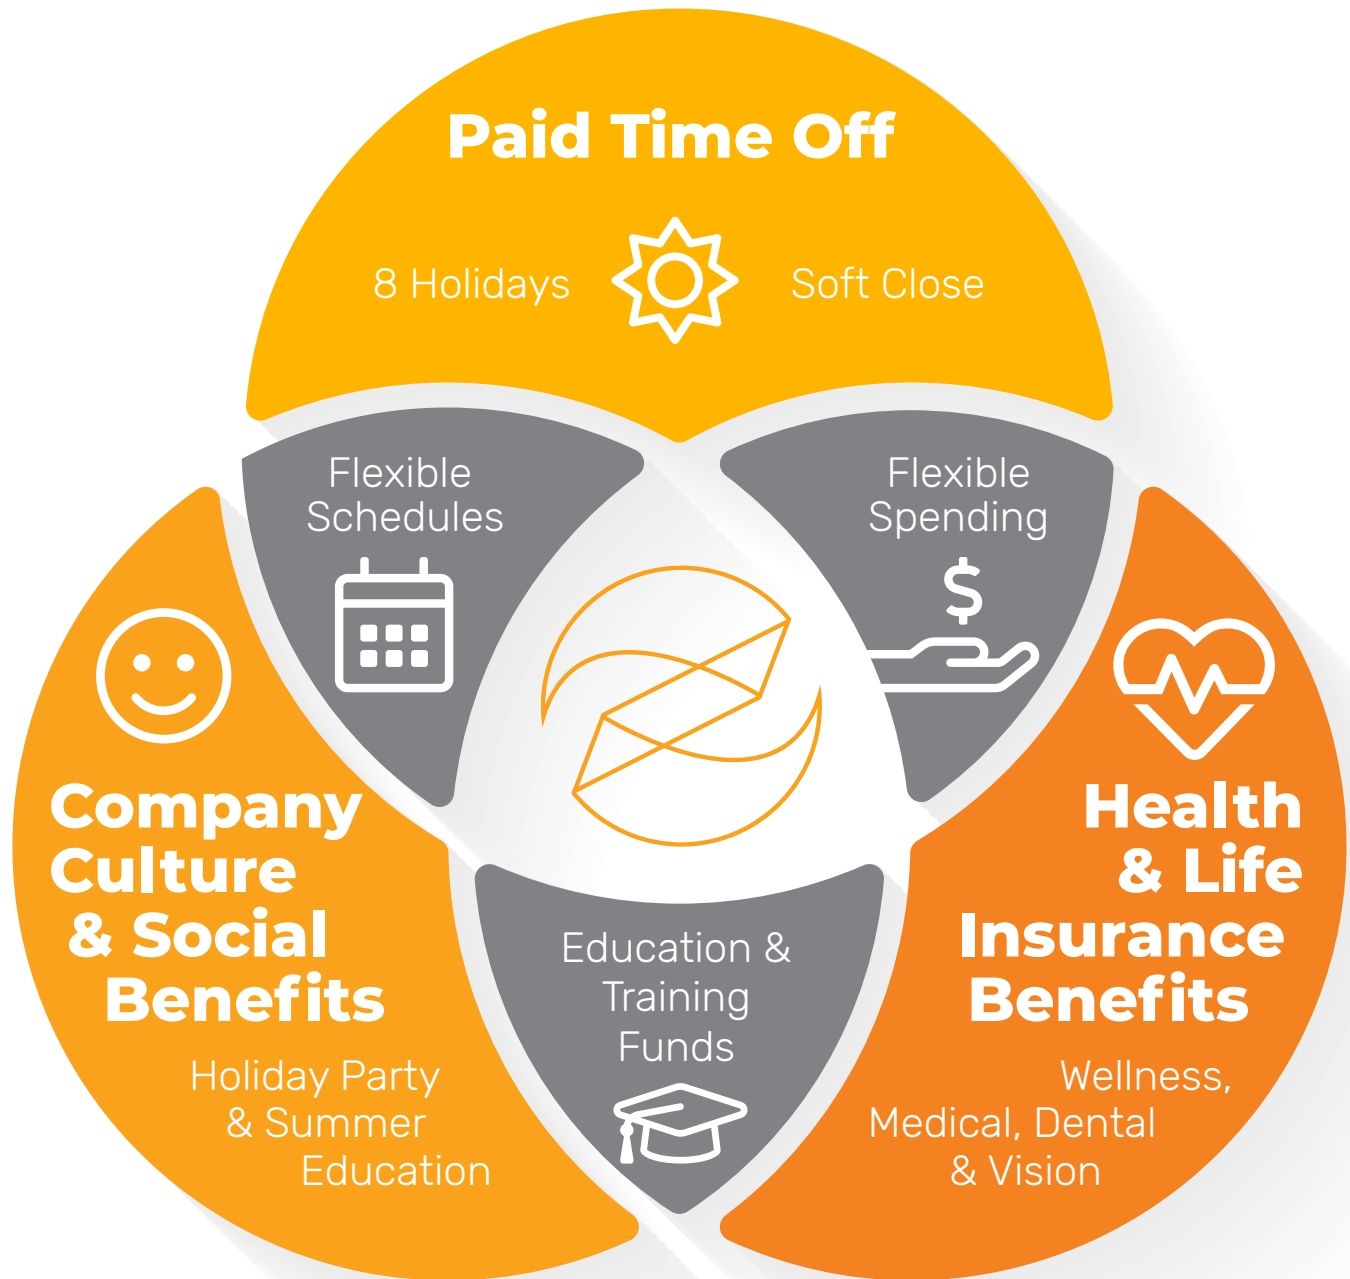 Paid Time Off
8 Holidays
Soft Close
Flexible
Schedules
Flexible
Spending
$
Company
Culture
& Social
Benefits
Holiday Party
& Summer
Education
Education &
Training
Funds
Health
& Life
Insurance
Benefits
Wellness,
Medical, Dental
& Vision